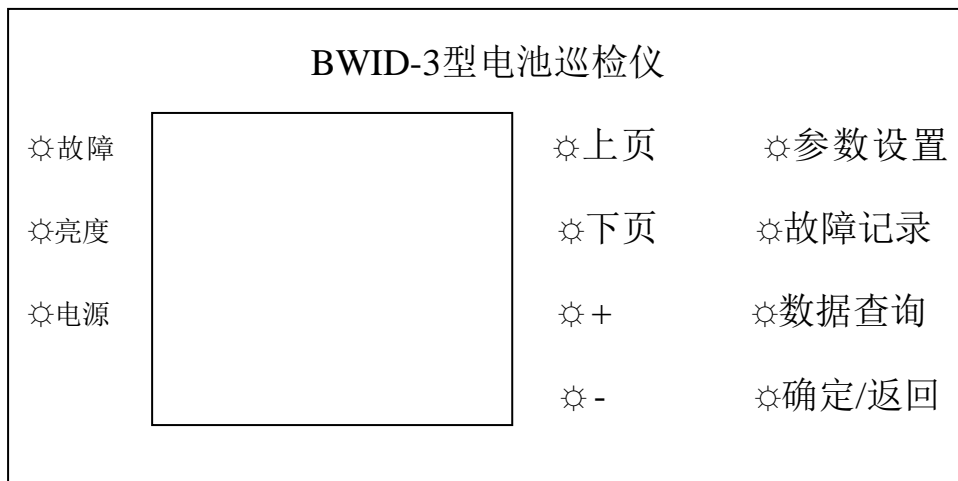 BWID-3型电池巡检仪
☼故障 ☼上页 ☼参数设置
☼亮度 ☼下页 ☼故障记录
☼电源 ☼+ ☼数据查询
☼- ☼确定/返回